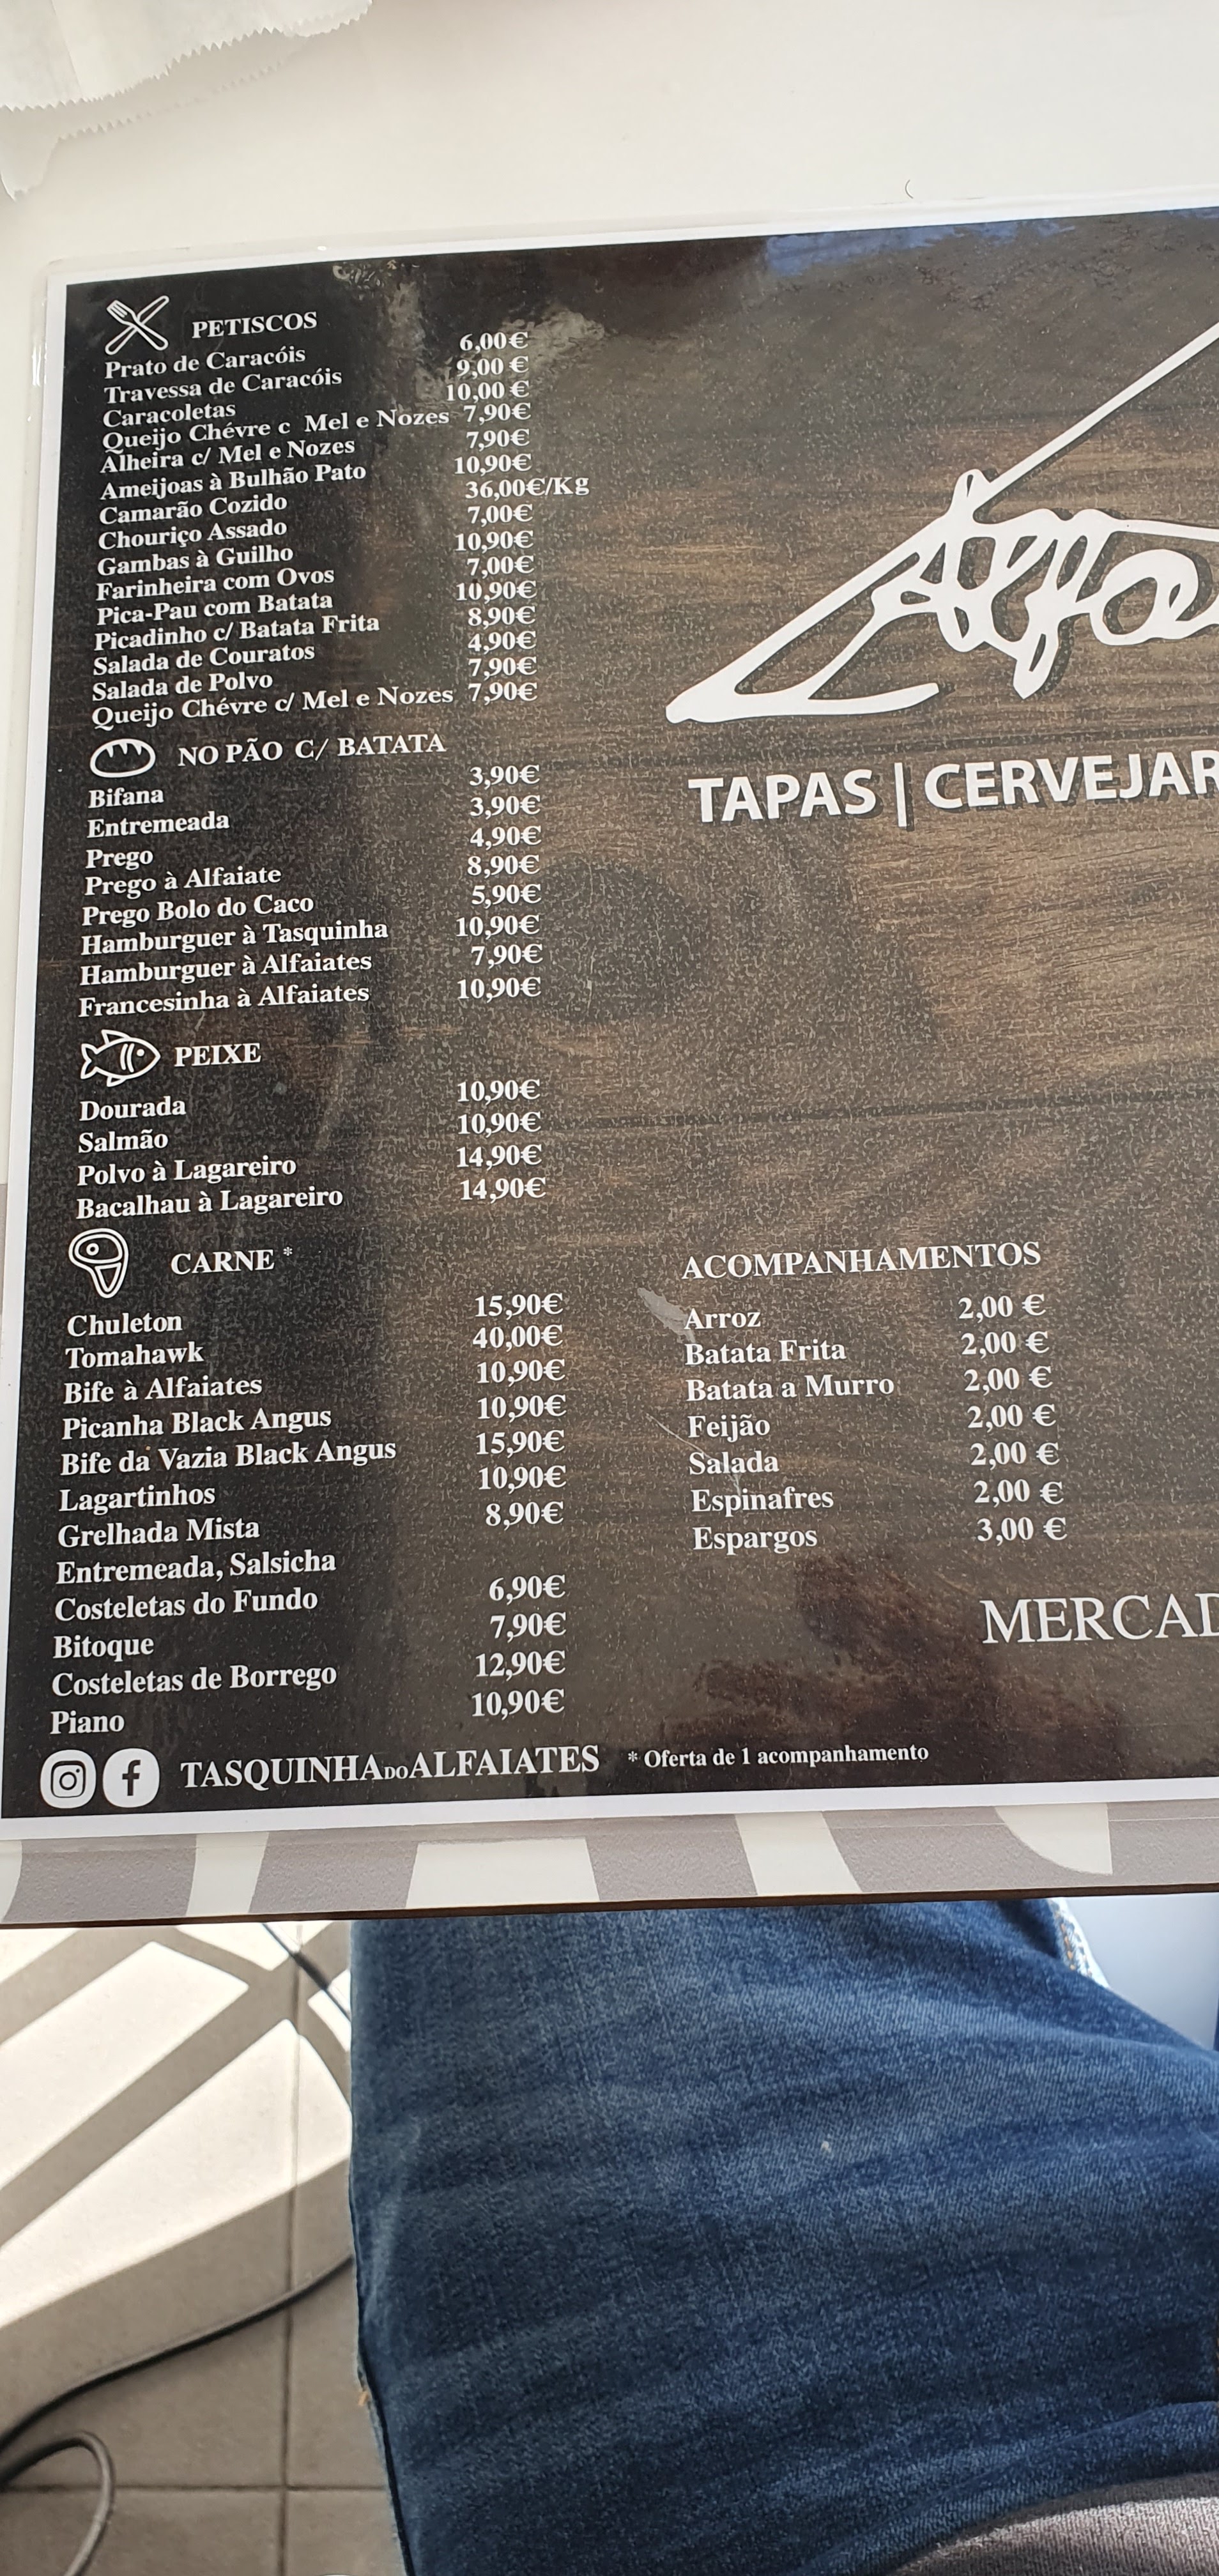 PETISCOS
Prato de Caracóis 6,00€
Travessa de Caracóis 9,00 €
Caracoletas 10,00 €
Queijo Chévre c Mel e Nozes 7,90€
Alheira c/ Mel e Nozes 7,90€
Ameijoas à Bulhão Pato 10,90€
Camarão Cozido 36,00€/Kg
Chouriço Assado 7,00€
Gambas à Guilho 10,90€
Farinheira com Ovos 7,00€
Pica-Pau com Batata 10,90€
Picadinho c/ Batata Frita 8,90€
Salada de Couratos 4,90€
Salada de Polvo 7,90€
Queijo Chévre c/ Mel e Nozes 7,90€
NO PÃO C/ BATATA
Bifana 3,90€
Entremeada 3,90€
Prego 4,90€
Prego à Alfaiate 8,90€
Prego Bolo do Caco 5,90€
Hamburguer à Tasquinha 10,90€
Hamburguer à Alfaiates 7,90€
Francesinha à Alfaiates 10,90€
PEIXE
Dourada 10,90€
Salmão 10,90€
Polvo à Lagareiro 14,90€
Bacalhau à Lagareiro 14,90€
CARNE *
Chuleton 15,90€
Tomahawk 40,00€
Bife à Alfaiates 10,90€
Picanha Black Angus 10,90€
Bife da Vazia Black Angus 15,90€
Lagartinhos 10,90€
Grelhada Mista 8,90€
Entremeada, Salsicha
Costeletas do Fundo 6,90€
Bitoque 7,90€
Costeletas de Borrego 12,90€
Piano 10,90€
TASQUINHADOALFAIATES
* Oferta de 1 acompanhamento
Alfa
TAPAS | CERVEJAR
ACOMPANHAMENTOS
Arroz 2,00 €
Batata Frita 2,00 €
Batata a Murro 2,00 €
Feijão 2,00 €
Salada 2,00 €
Espinafres 2,00 €
Espargos 3,00 €
MERCAD